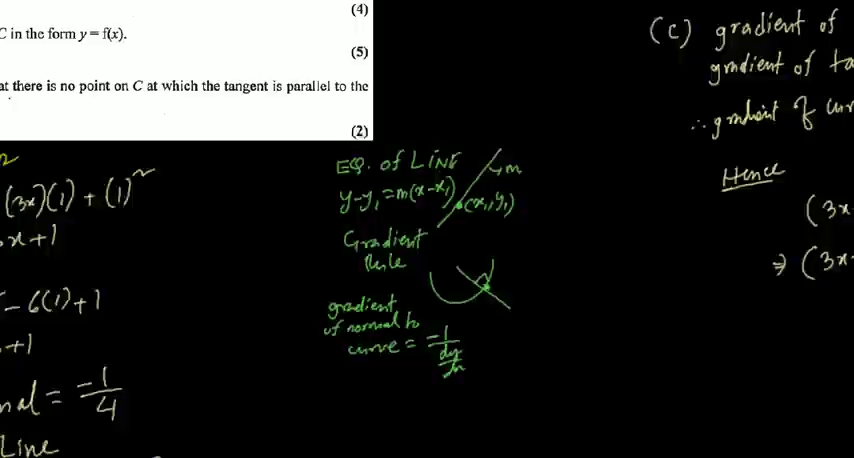 (4)
C in the form y = f(x).
(5)
at there is no point on C at which the tangent is parallel to the
(2)
(3x)(1) + (1)²
x + 1
- 6(1) + 1
+1
nal = -1/4
Line
EQ. of LINE
y-y₁ = m(x-x₁)
m
(x₁, y₁)
Gradient
Rule
gradient
of normal to
curve = -1/(dy/dx)
(C) gradient of
gradient of ta
∴ gradient of cur
Hence
(3x
⇒ (3x-